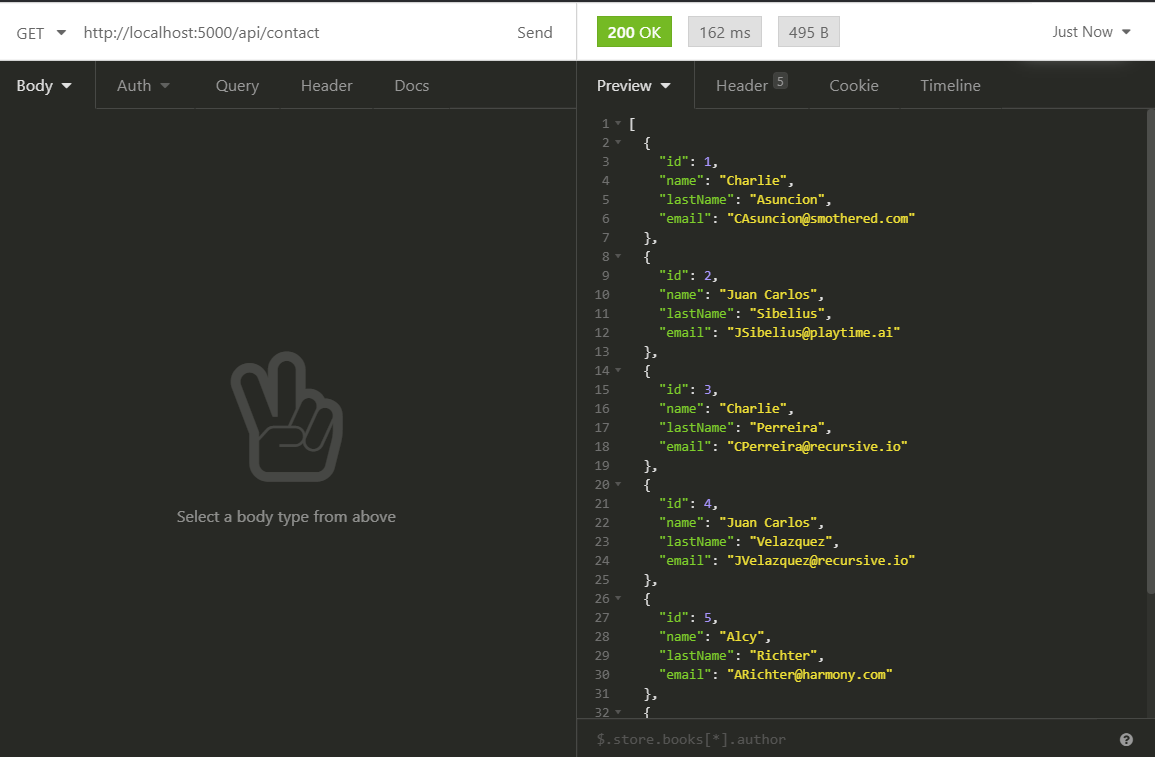 GET http://localhost:5000/api/contact Send
200 OK 162 ms 495 B Just Now
Body Auth Query Header Docs
Preview Header 5 Cookie Timeline
1 [
2 {
3 "id": 1,
4 "name": "Charlie",
5 "lastName": "Asuncion",
6 "email": "CAsuncion@smothered.com"
7 },
8 {
9 "id": 2,
10 "name": "Juan Carlos",
11 "lastName": "Sibelius",
12 "email": "JSibelius@playtime.ai"
13 },
14 {
15 "id": 3,
16 "name": "Charlie",
17 "lastName": "Perreira",
18 "email": "CPerreira@recursive.io"
19 },
20 {
21 "id": 4,
22 "name": "Juan Carlos",
23 "lastName": "Velazquez",
24 "email": "JVelazquez@recursive.io"
25 },
26 {
27 "id": 5,
28 "name": "Alcy",
29 "lastName": "Richter",
30 "email": "ARichter@harmony.com"
31 },
32 {
Select a body type from above
$.store.books[*].author
?